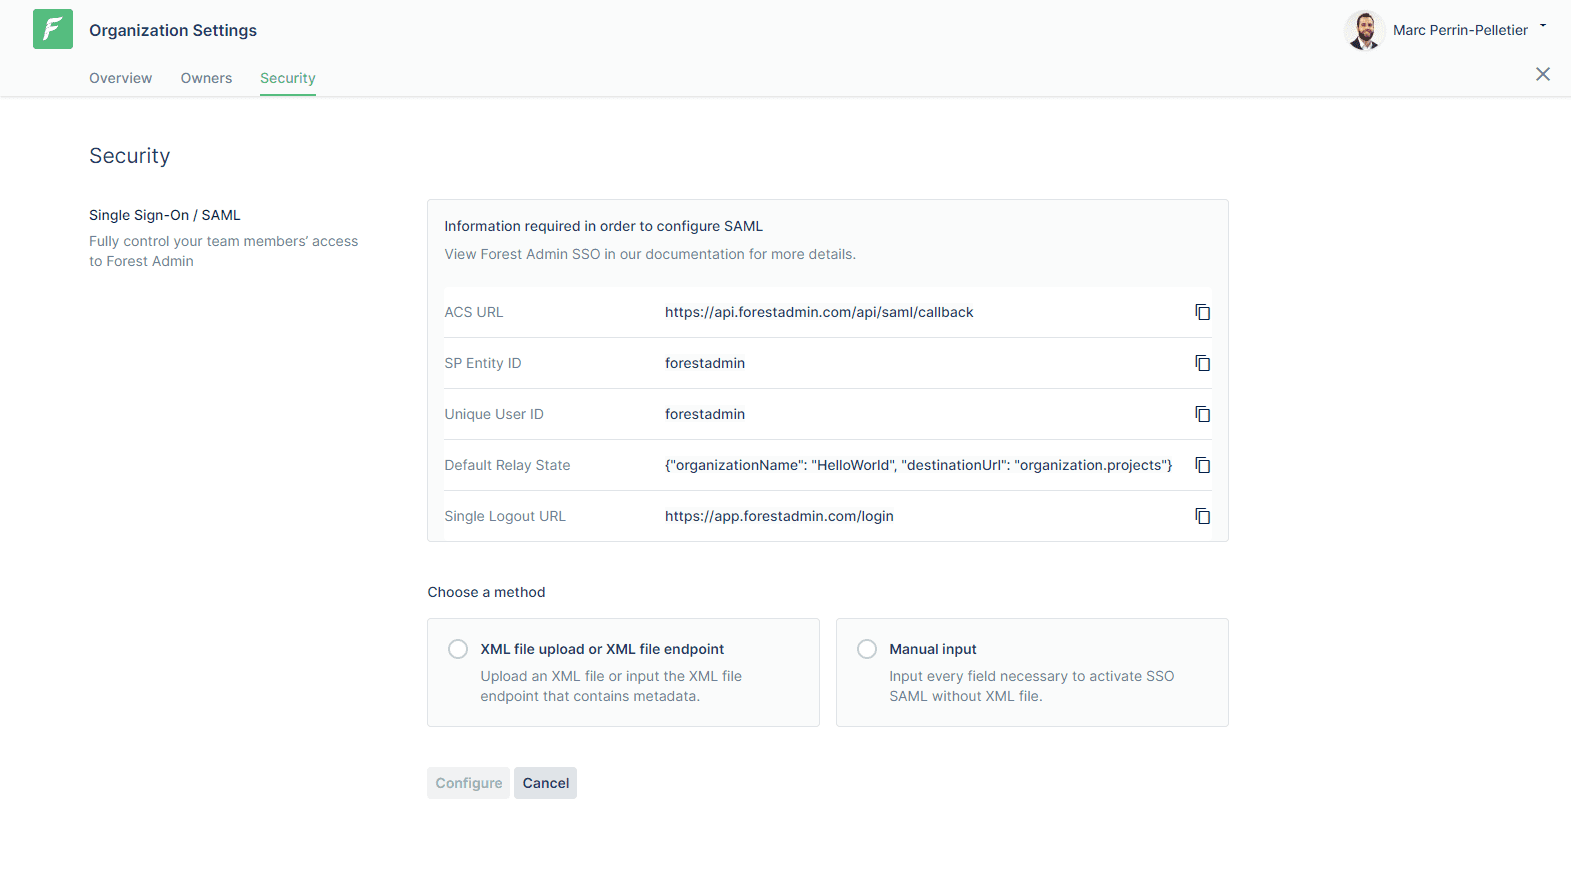 Organization Settings
Marc Perrin-Pelletier
Overview
Owners
Security
Security
Single Sign-On / SAML
Fully control your team members’ access
to Forest Admin
Information required in order to configure SAML
View Forest Admin SSO in our documentation for more details.
ACS URL
https://api.forestadmin.com/api/saml/callback
SP Entity ID
forestadmin
Unique User ID
forestadmin
Default Relay State
{"organizationName": "HelloWorld", "destinationUrl": "organization.projects"}
Single Logout URL
https://app.forestadmin.com/login
Choose a method
XML file upload or XML file endpoint
Upload an XML file or input the XML file
endpoint that contains metadata.
Manual input
Input every field necessary to activate SSO
SAML without XML file.
Configure
Cancel